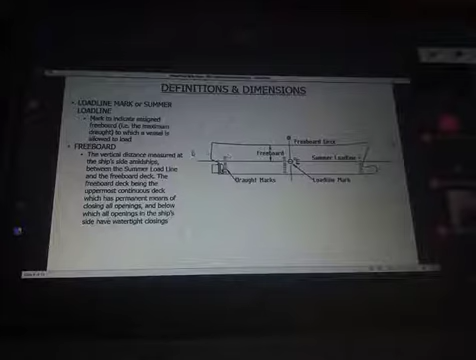 DEFINITIONS & DIMENSIONS
• LOADLINE MARK or SUMMER
LOADLINE
• Mark to indicate assigned
freeboard (i.e. the maximum
draught) to which a vessel is
allowed to load
• FREEBOARD
• The vertical distance measured at
the ship's side amidships,
between the Summer Load Line
and the freeboard deck. The
freeboard deck being the
uppermost continuous deck
which has permanent means of
closing all openings, and below
which all openings in the ship's
side have watertight closings
Freeboard Deck
Freeboard
Summer Loadline
Draught Marks
Loadline Mark